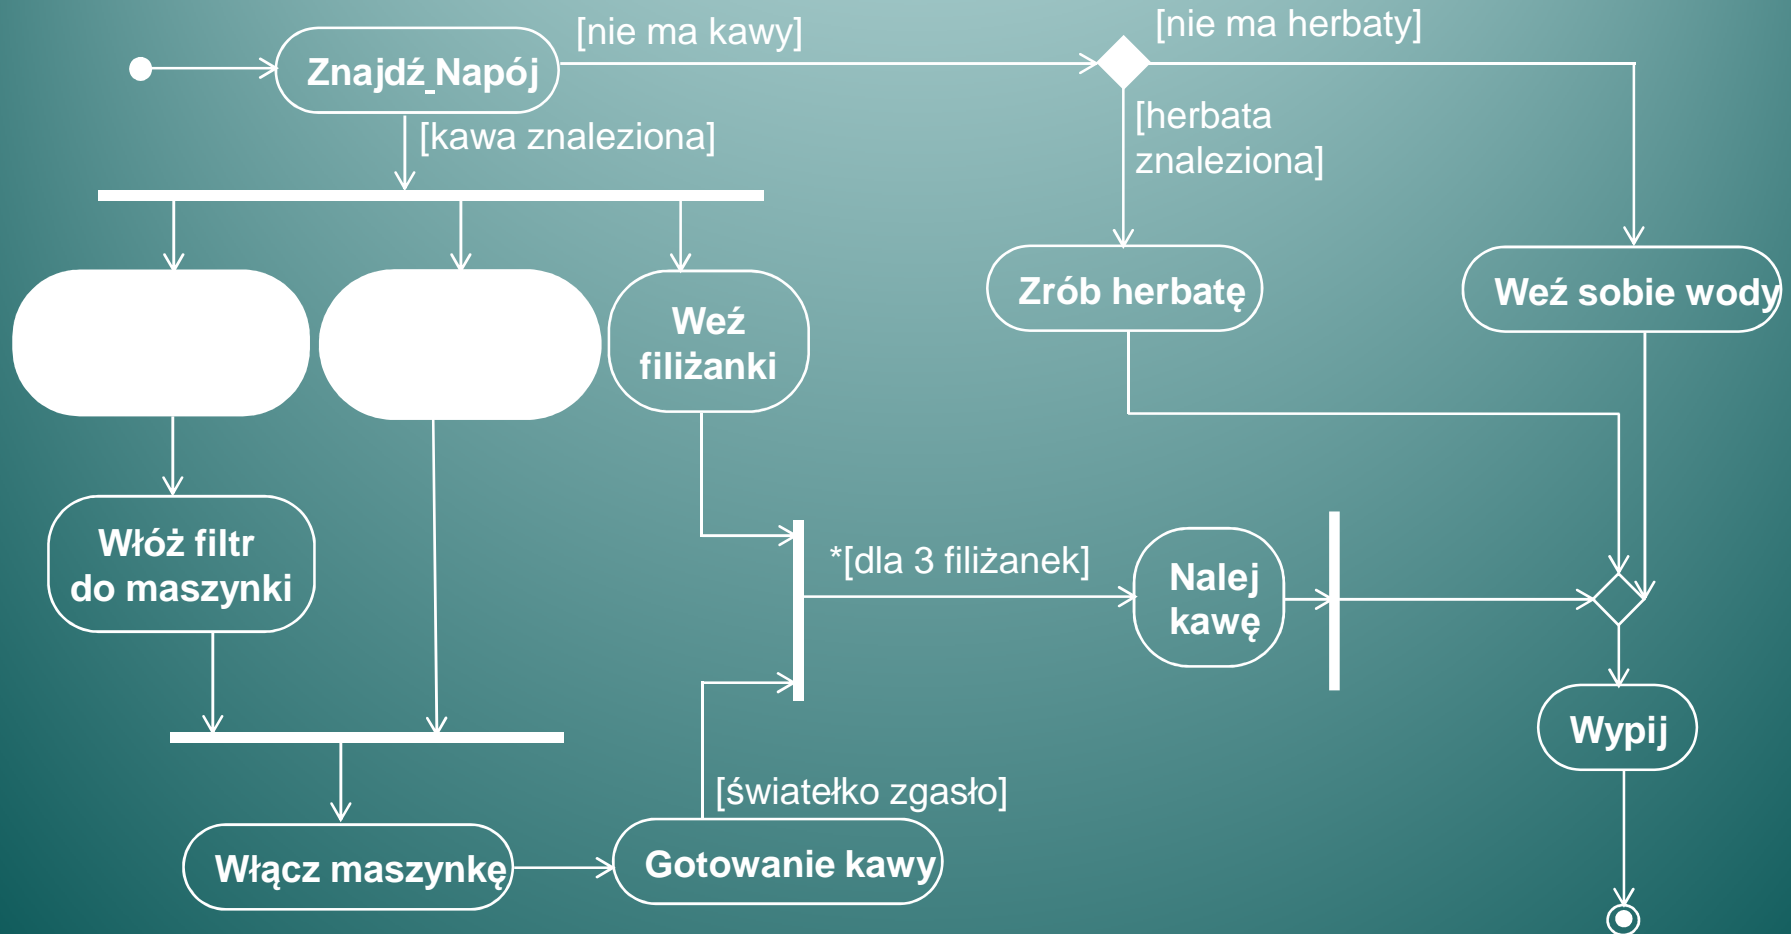 [nie ma kawy]
[nie ma herbaty]
Znajdź Napój
[kawa znaleziona]
[herbata
znaleziona]
Zrób herbatę
Weź sobie wody
Weź
filiżanki
Włóż filtr
do maszynki
*[dla 3 filiżanek]
Nalej
kawę
Wypij
[światełko zgasło]
Włącz maszynkę
Gotowanie kawy